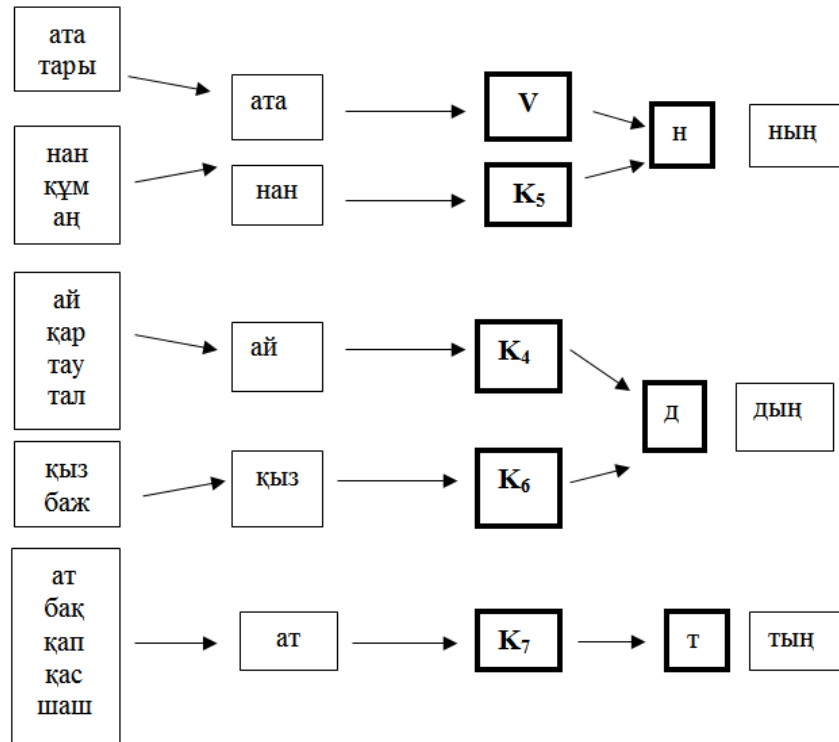 ата
тары
ата
V
н
ның
нан
құм
аң
нан
K₅
ай
қар
тау
тал
ай
K₄
д
дың
қыз
баж
қыз
K₆
ат
бақ
қап
қас
шаш
ат
K₇
т
тың